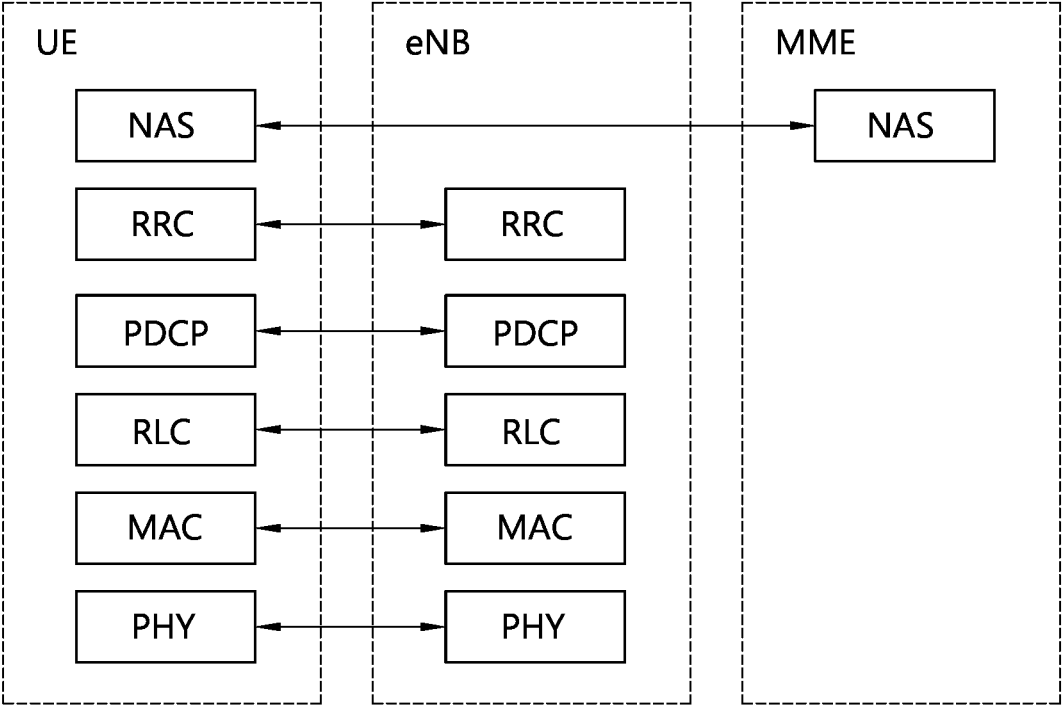 UE eNB MME
NAS NAS
RRC RRC
PDCP PDCP
RLC RLC
MAC MAC
PHY PHY